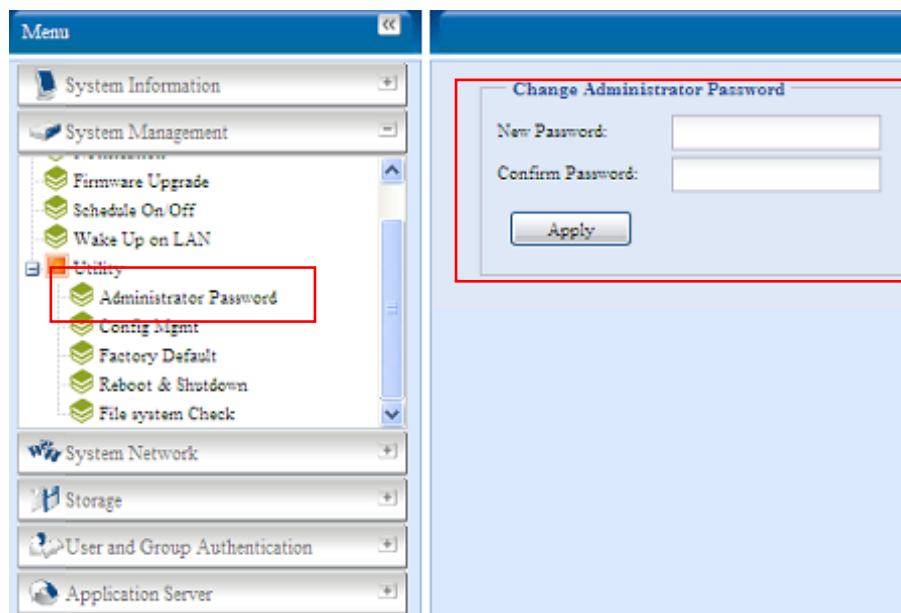 Menu
System Information
System Management
Firmware Upgrade
Schedule On/Off
Wake Up on LAN
Utility
Administrator Password
Config Mgmt
Factory Default
Reboot & Shutdown
File system Check
System Network
Storage
User and Group Authentication
Application Server
Change Administrator Password
New Password:
Confirm Password:
Apply